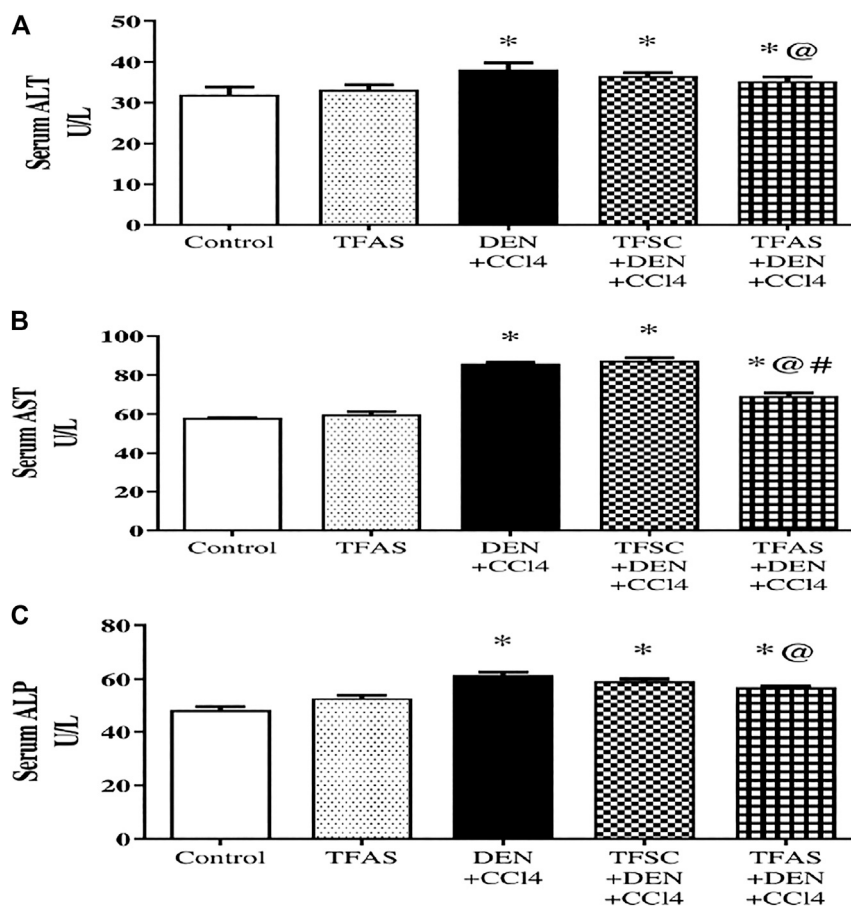 A
Serum ALT
U/L
50
40
30
20
10
0
*
*
* @
Control
TFAS
DEN
+CCl4
TFSC
+DEN
+CCl4
TFAS
+DEN
+CCl4
B
Serum AST
U/L
100
80
60
40
20
0
*
*
* @ #
Control
TFAS
DEN
+CCl4
TFSC
+DEN
+CCl4
TFAS
+DEN
+CCl4
C
Serum ALP
U/L
80
60
40
20
0
*
*
* @
Control
TFAS
DEN
+CCl4
TFSC
+DEN
+CCl4
TFAS
+DEN
+CCl4